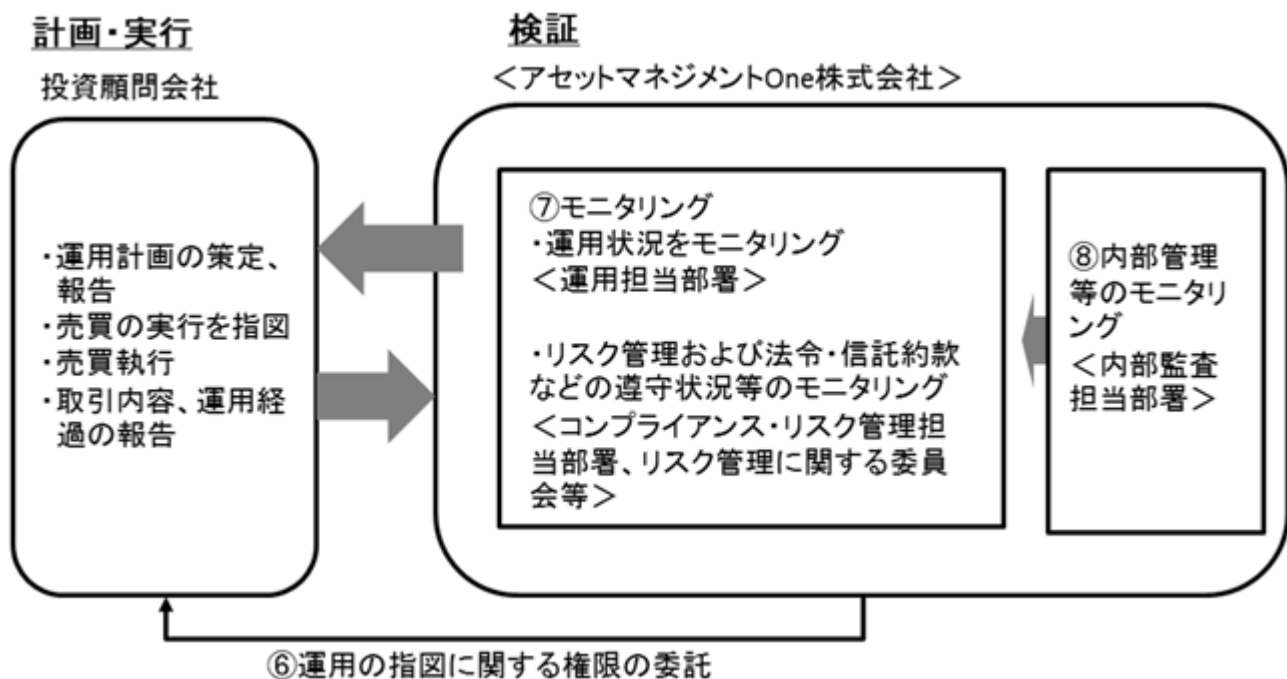 計画・実行
投資顧問会社
・運用計画の策定、
報告
・売買の実行を指図
・売買執行
・取引内容、運用経
過の報告
検証
＜アセットマネジメントOne株式会社＞
⑦モニタリング
・運用状況をモニタリング
＜運用担当部署＞
・リスク管理および法令・信託約款
などの遵守状況等のモニタリング
＜コンプライアンス・リスク管理担
当部署、リスク管理に関する委員
会等＞
⑧内部管理
等のモニタリ
ング
＜内部監査
担当部署＞
⑥運用の指図に関する権限の委託